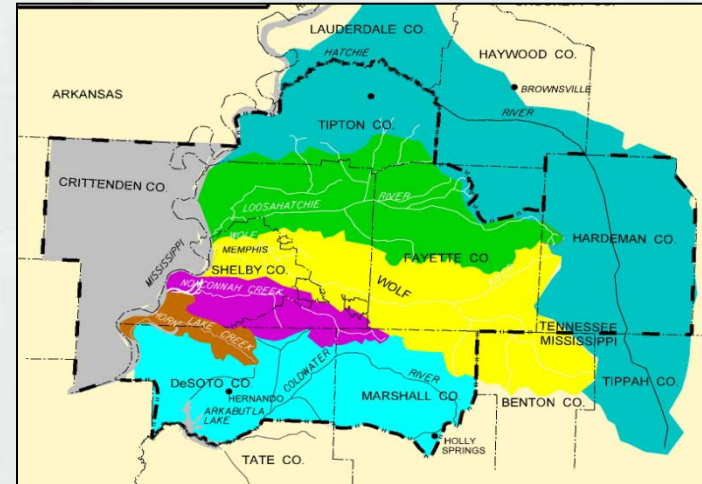 LAUDERDALE CO.
HATCHIE
HAYWOOD CO.
BROWNSVILLE
ARKANSAS
RIVER
TIPTON CO.
CRITTENDEN CO.
LOOSAHATCHIE
RIVER
HARDEMAN CO.
WOLF
MEMPHIS
FAYETTE CO.
MISSISSIPPI
SHELBY CO.
WOLF
RIVER
NONCONNAH CREEK
HORN LAKE CREEK
TENNESSEE
MISSISSIPPI
COLDWATER
RIVER
DeSOTO CO.
HERNANDO
TIPPAH CO.
MARSHALL CO.
BENTON CO.
ARKABUTLA
LAKE
HOLLY
SPRINGS
TATE CO.